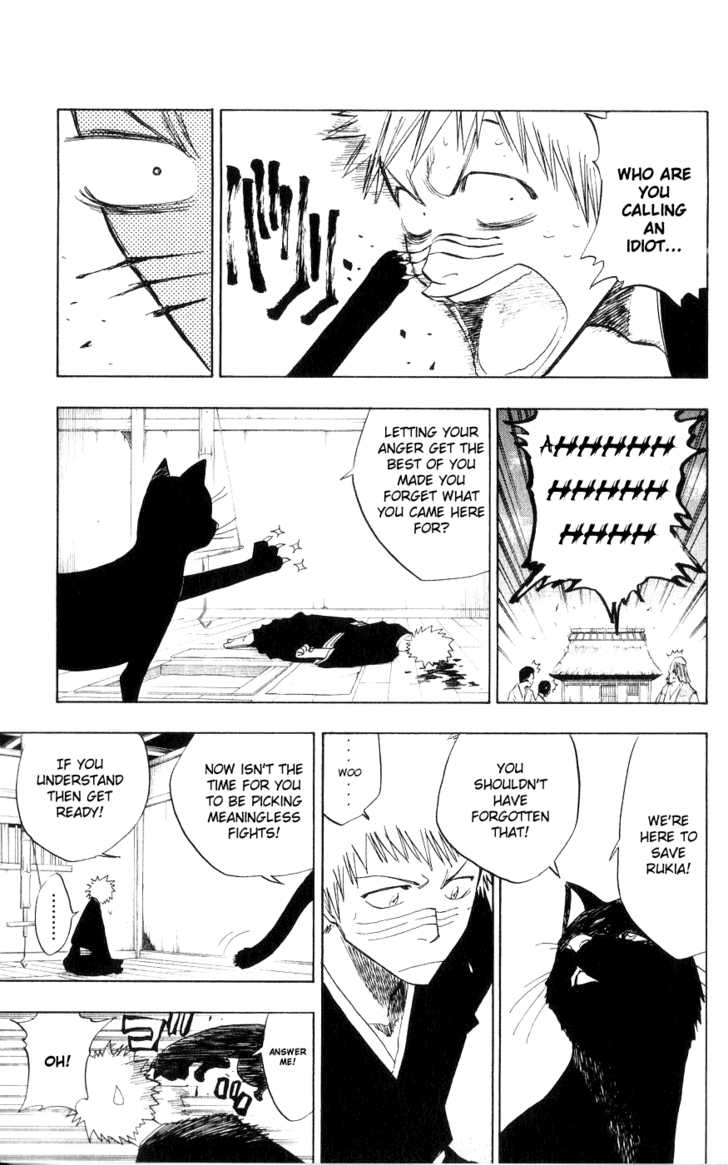 WHO ARE
YOU
CALLING
AN
IDIOT...
AHHHHHH
HHHHHH
HHHH
LETTING YOUR
ANGER GET THE
BEST OF YOU
MADE YOU
FORGET WHAT
YOU CAME HERE
FOR?
WE'RE
HERE TO
SAVE
RUKIA!
YOU
SHOULDN'T
HAVE
FORGOTTEN
THAT!
......
WOO
......
NOW ISN'T THE
TIME FOR YOU
TO BE PICKING
MEANINGLESS
FIGHTS!
IF YOU
UNDERSTAND
THEN GET
READY!
......
ANSWER
ME!
OH!